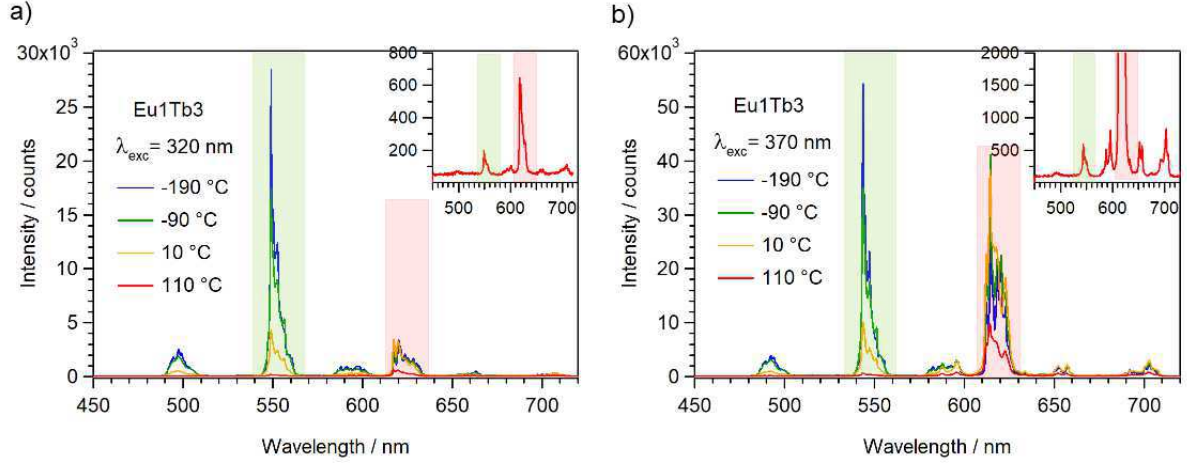 a)
30x10³
25
20
15
10
5
0
Intensity / counts
Eu1Tb3
λexc= 320 nm
-190 °C
-90 °C
10 °C
110 °C
800
600
400
200
500 600 700
450 500 550 600 650 700
Wavelength / nm
b)
60x10³
50
40
30
20
10
0
Intensity / counts
Eu1Tb3
λexc= 370 nm
-190 °C
-90 °C
10 °C
110 °C
2000
1500
1000
500
500 600 700
450 500 550 600 650 700
Wavelength / nm